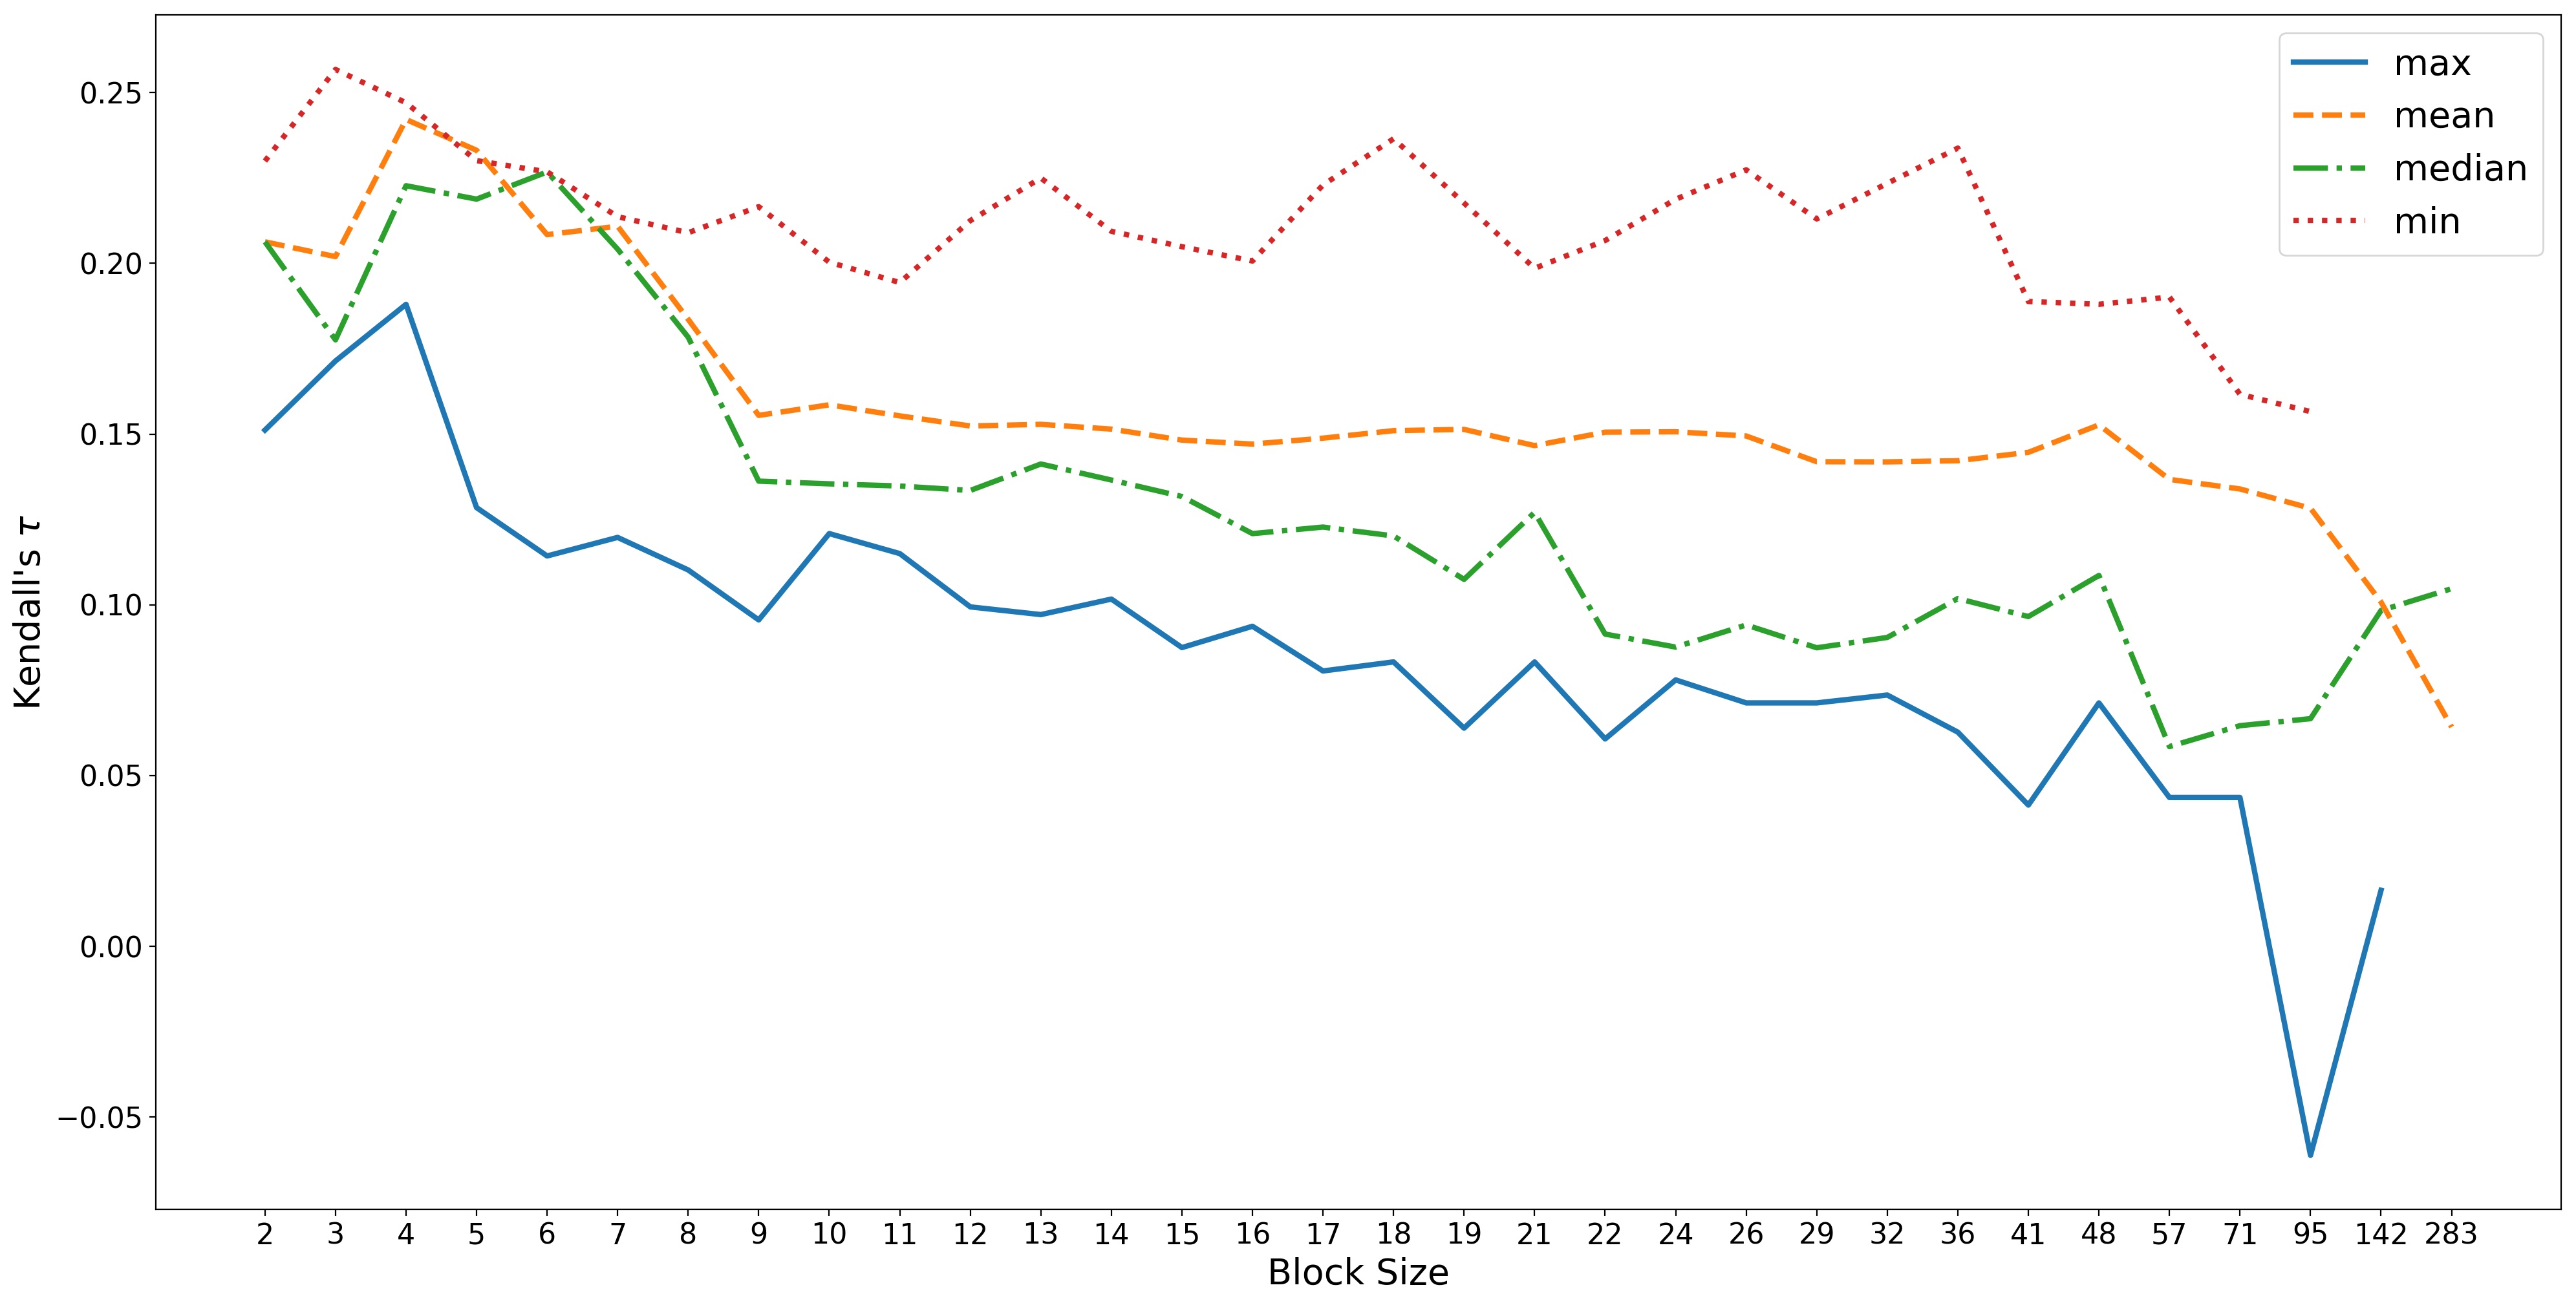 max
mean
median
min
0.25
0.20
0.15
0.10
0.05
0.00
−0.05
Kendall's τ
2 3 4 5 6 7 8 9 10 11 12 13 14 15 16 17 18 19 21 22 24 26 29 32 36 41 48 57 71 95 142 283
Block Size